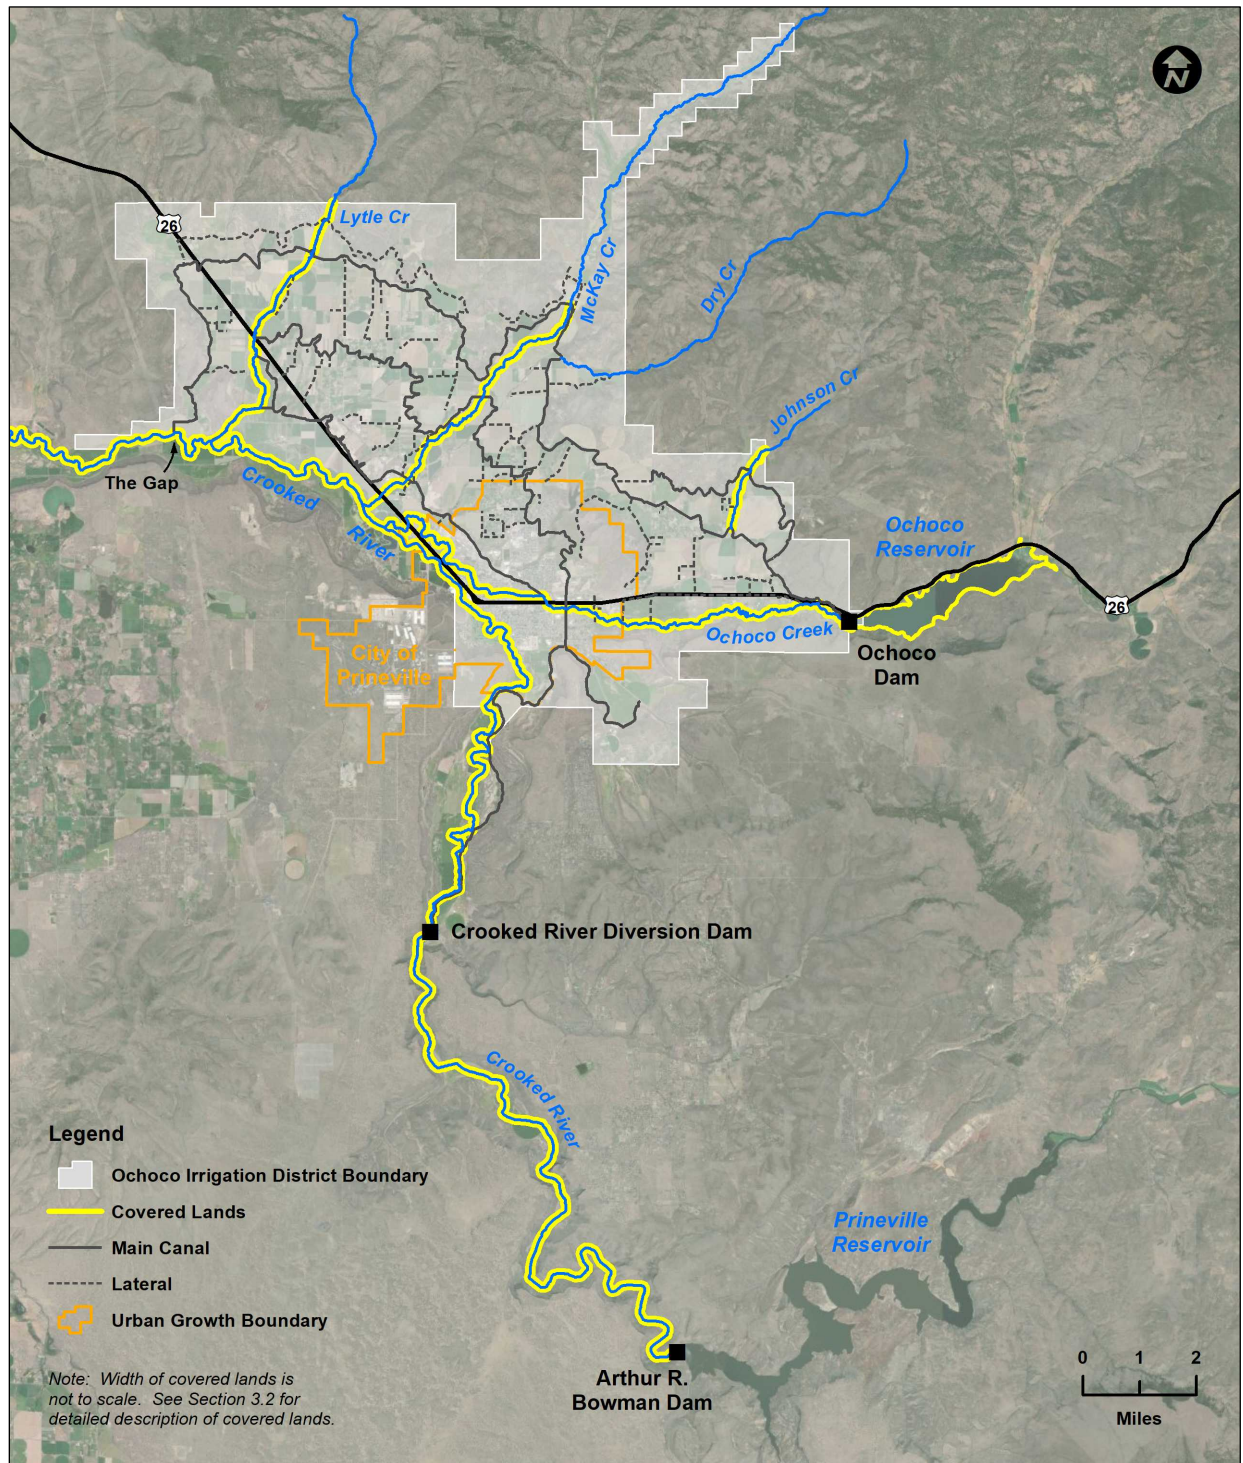 N
26
Lytle Cr
McKay Cr
Dry Cr
Johnson Cr
The Gap
Crooked
River
Ochoco
Reservoir
26
Ochoco Creek
City of
Prineville
Ochoco
Dam
Crooked River Diversion Dam
Crooked River
Legend
Ochoco Irrigation District Boundary
Covered Lands
Main Canal
Lateral
Urban Growth Boundary
Prineville
Reservoir
Note: Width of covered lands is
not to scale. See Section 3.2 for
detailed description of covered lands.
Arthur R.
Bowman Dam
0 1 2
Miles